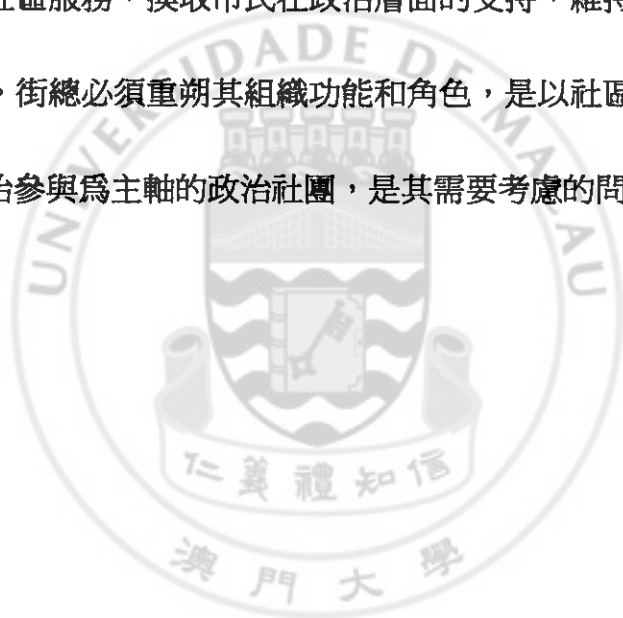 社區服務，換取市民社政治層面的支持，維持
，街總必須重朔其組織功能和角色，是以社區
治參與爲主軸的政治社團，是其需要考慮的問
UNIVERSIDADE DE MACAU
仁義禮知信
澳門大學